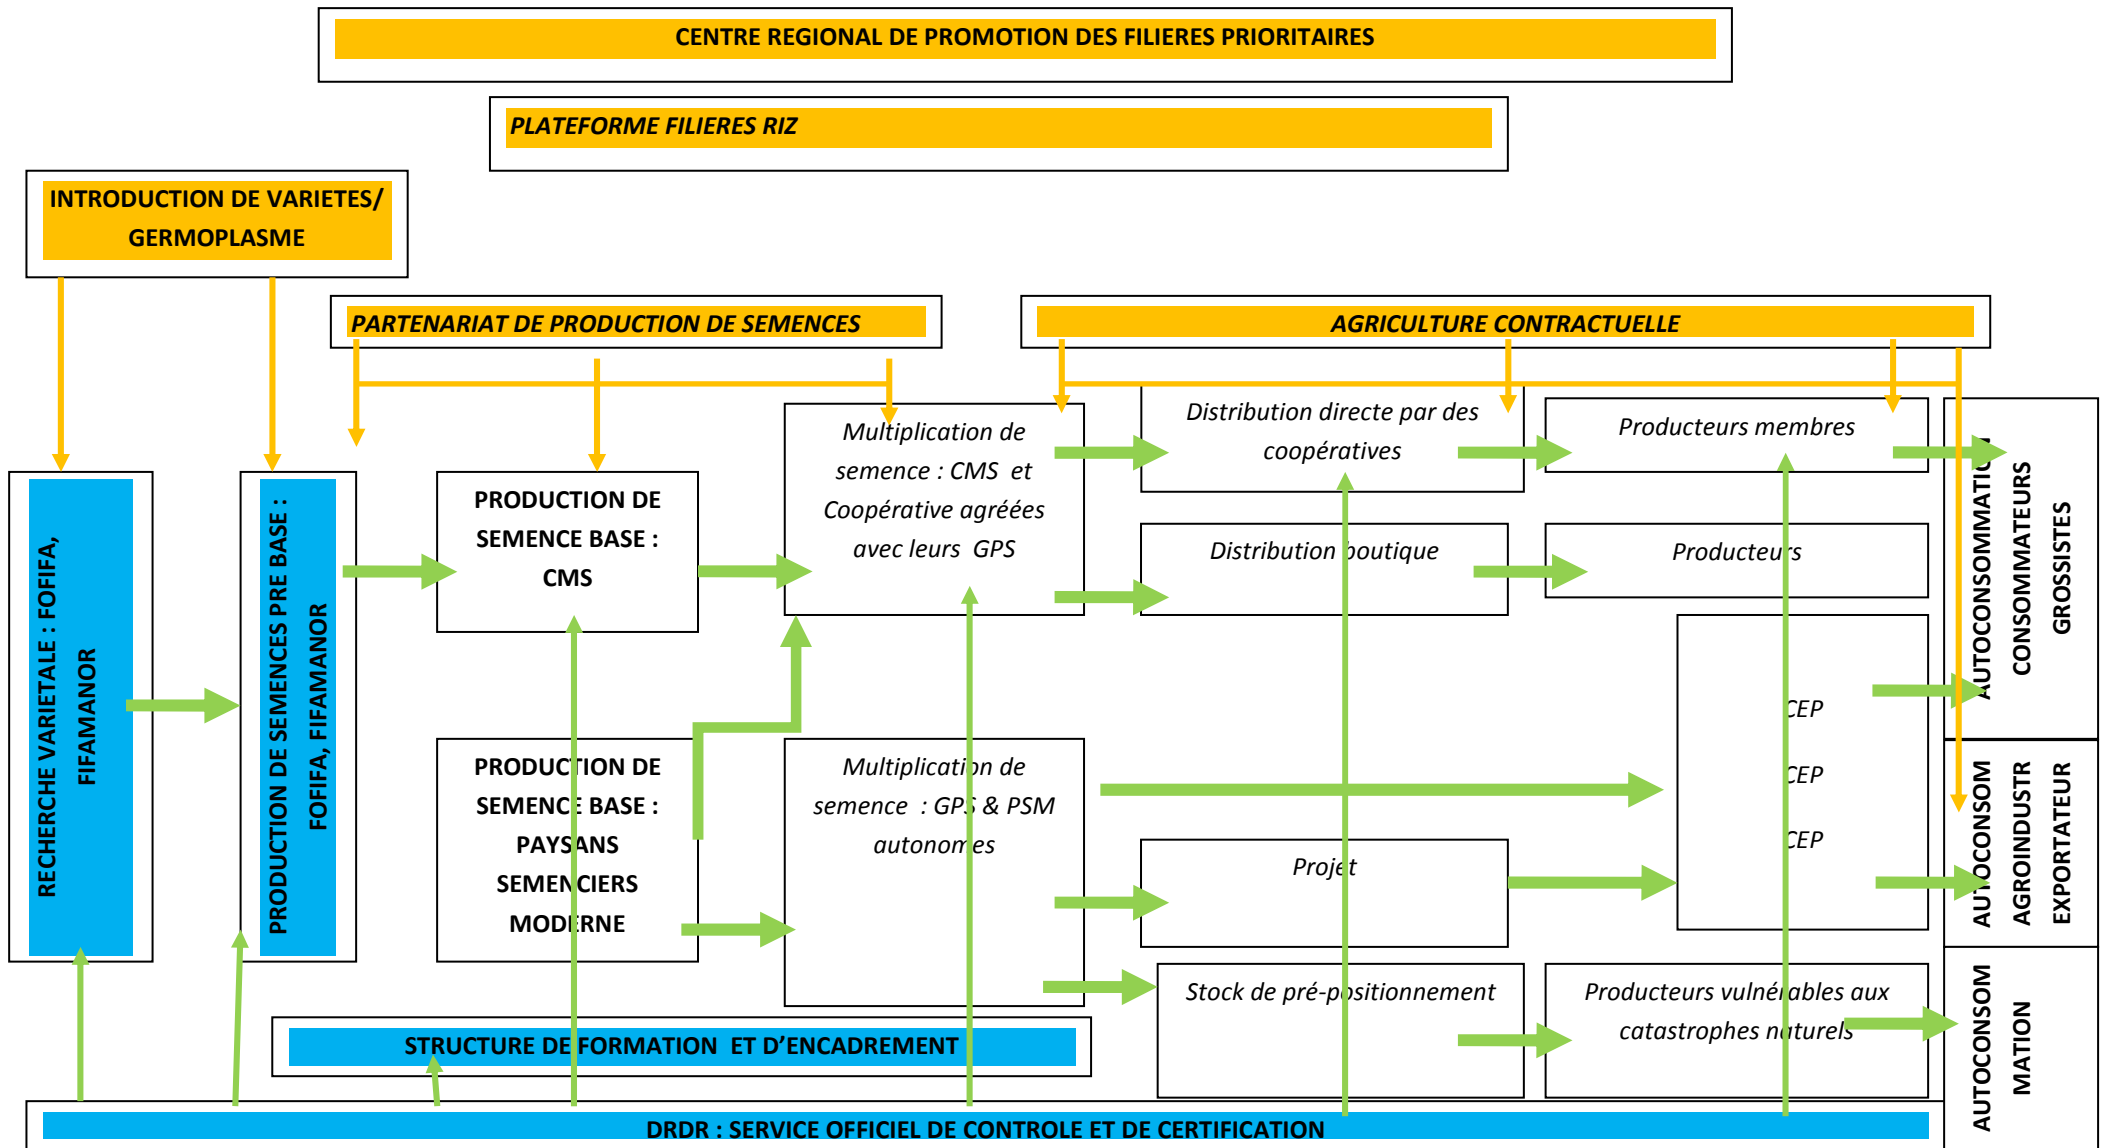 CENTRE REGIONAL DE PROMOTION DES FILIERES PRIORITAIRES
PLATEFORME FILIERES RIZ
INTRODUCTION DE VARIETES/
GERMOPLASME
PARTENARIAT DE PRODUCTION DE SEMENCES
AGRICULTURE CONTRACTUELLE
RECHERCHE VARIETALE : FOFIFA,
FIFAMANOR
PRODUCTION DE SEMENCES PRE BASE :
FOFIFA, FIFAMANOR
PRODUCTION DE
SEMENCE BASE :
CMS
PRODUCTION DE
SEMENCE BASE :
PAYSANS
SEMENCIERS
MODERNE
Multiplication de
semence : CMS et
Coopérative agréées
avec leurs GPS
Multiplication de
semence : GPS & PSM
autonomes
Distribution directe par des
coopératives
Distribution boutique
Projet
Stock de pré-positionnement
Producteurs membres
Producteurs
CEP
CEP
CEP
Producteurs vulnérables aux
catastrophes naturels
AUTOCONSOMMATION
CONSOMMATEURS
GROSSISTES
AUTOCONSOM
AGROINDUSTR
EXPORTATEUR
AUTOCONSOM
MATION
STRUCTURE DE FORMATION ET D'ENCADREMENT
DRDR : SERVICE OFFICIEL DE CONTROLE ET DE CERTIFICATION